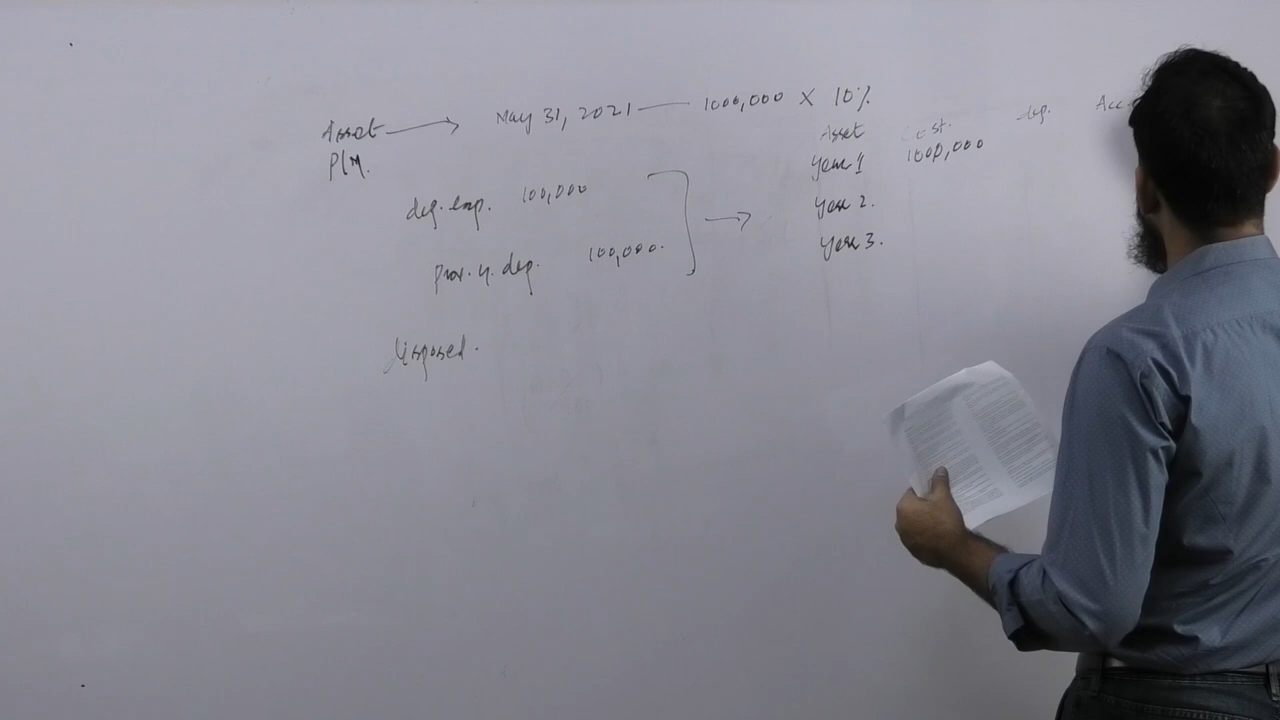 Asset → May 31, 2021 — 1000,000 X 10%
P/M.
Asset Cost. dep. Acc.
Year 1 1000,000
dep. exp. 100,000
Year 2.
Prov. 4. dep. 100,000.
Year 3.
disposed.